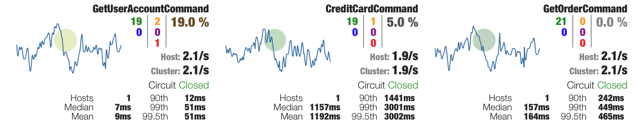 GetUserAccountCommand
19 2 19.0 %
0 0
1
Host: 2.1/s
Cluster: 2.1/s
Circuit Closed
Hosts 1 90th 12ms
Median 7ms 99th 51ms
Mean 9ms 99.5th 51ms
CreditCardCommand
19 1 5.0 %
0 0
0
Host: 1.9/s
Cluster: 1.9/s
Circuit Closed
Hosts 1 90th 1441ms
Median 1157ms 99th 3001ms
Mean 1192ms 99.5th 3002ms
GetOrderCommand
21 0 0.0 %
0 0
0
Host: 2.1/s
Cluster: 2.1/s
Circuit Closed
Hosts 1 90th 242ms
Median 157ms 99th 449ms
Mean 164ms 99.5th 465ms